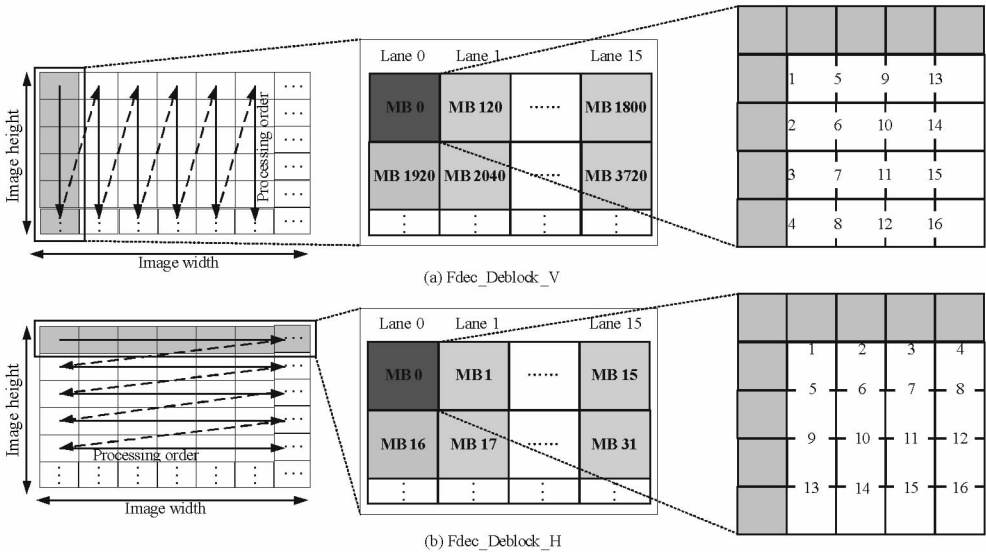 Image height
Processing order
Image width
Lane 0 Lane 1 Lane 15
MB 0 MB 120 ...... MB 1800
MB 1920 MB 2040 ...... MB 3720
1 5 9 13
2 6 10 14
3 7 11 15
4 8 12 16
(a) Fdec_Deblock_V
Image height
Processing order
Image width
Lane 0 Lane 1 Lane 15
MB 0 MB 1 ...... MB 15
MB 16 MB 17 ...... MB 31
1 2 3 4
5 6 7 8
9 10 11 12
13 14 15 16
(b) Fdec_Deblock_H